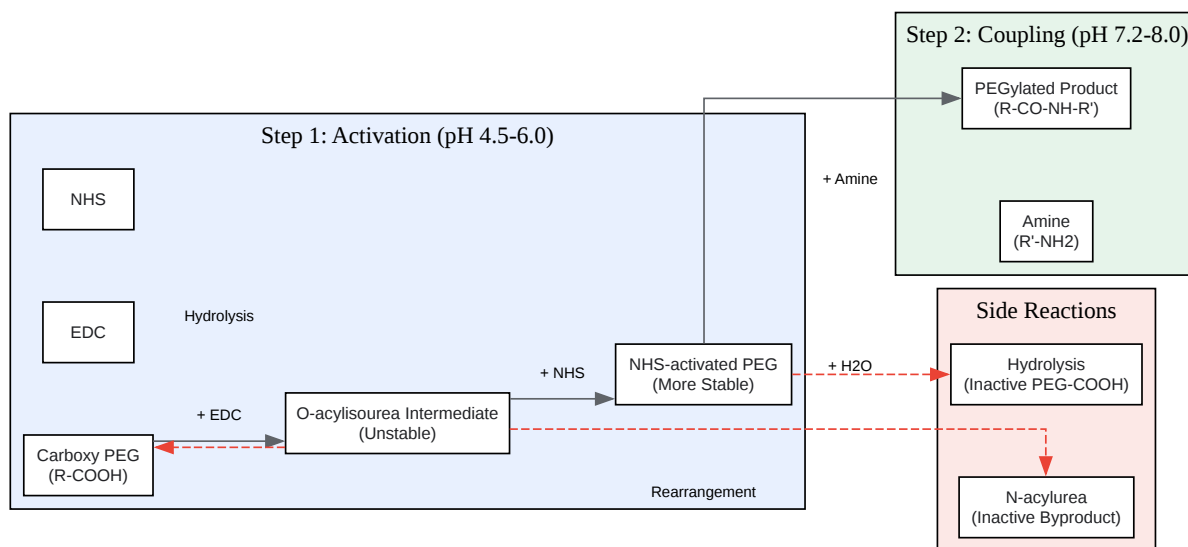 Step 2: Coupling (pH 7.2-8.0)
PEGylated Product
(R-CO-NH-R')
Step 1: Activation (pH 4.5-6.0)
+ Amine
NHS
Amine
(R'-NH2)
Side Reactions
Hydrolysis
EDC
NHS-activated PEG
(More Stable)
+ H2O
Hydrolysis
(Inactive PEG-COOH)
+ NHS
+ EDC
O-acylisourea Intermediate
(Unstable)
Carboxy PEG
(R-COOH)
Rearrangement
N-acylurea
(Inactive Byproduct)